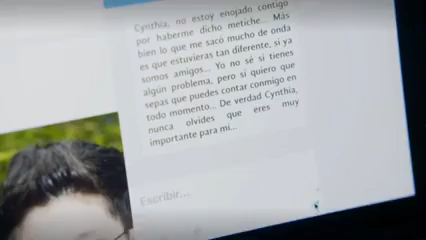 Cynthia, no estoy enojado contigo
por haberme dicho metiche... Más
bien lo que me sacó mucho de onda
es que estuvieras tan diferente, si ya
somos amigos... Yo no sé si tienes
algún problema, pero si quiero que
sepas que puedes contar conmigo en
todo momento... De verdad Cynthia,
nunca olvides que eres muy
importante para mi...
Escribir...